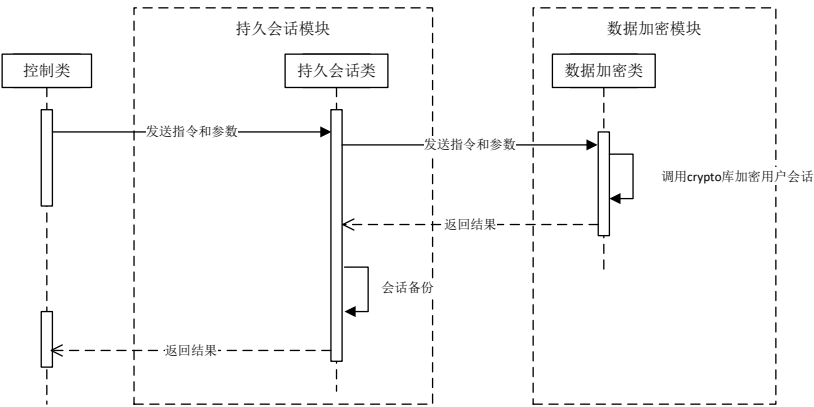 持久会话模块
数据加密模块
控制类
持久会话类
数据加密类
发送指令和参数
发送指令和参数
调用crypto库加密用户会话
返回结果
会话备份
返回结果